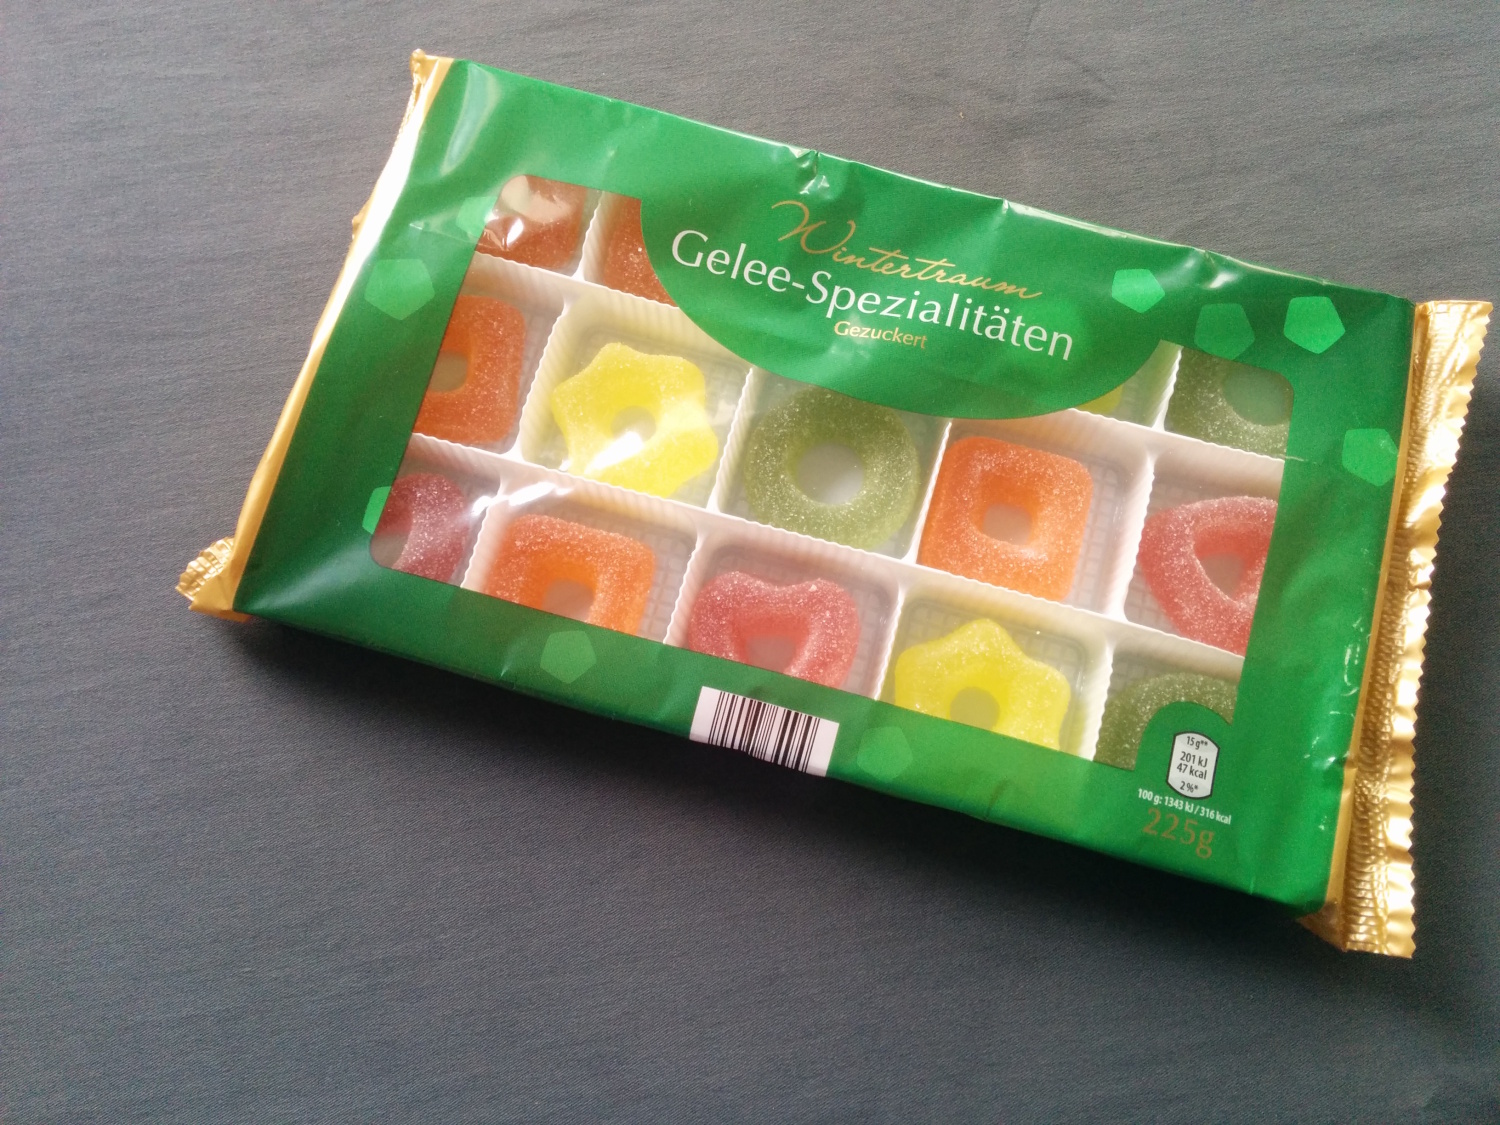 Wintertraum
Gelee-Spezialitäten
Gezuckert
15g**
201 kJ
47 kcal
2%*
100 g: 1343 kJ / 316 kcal
225g